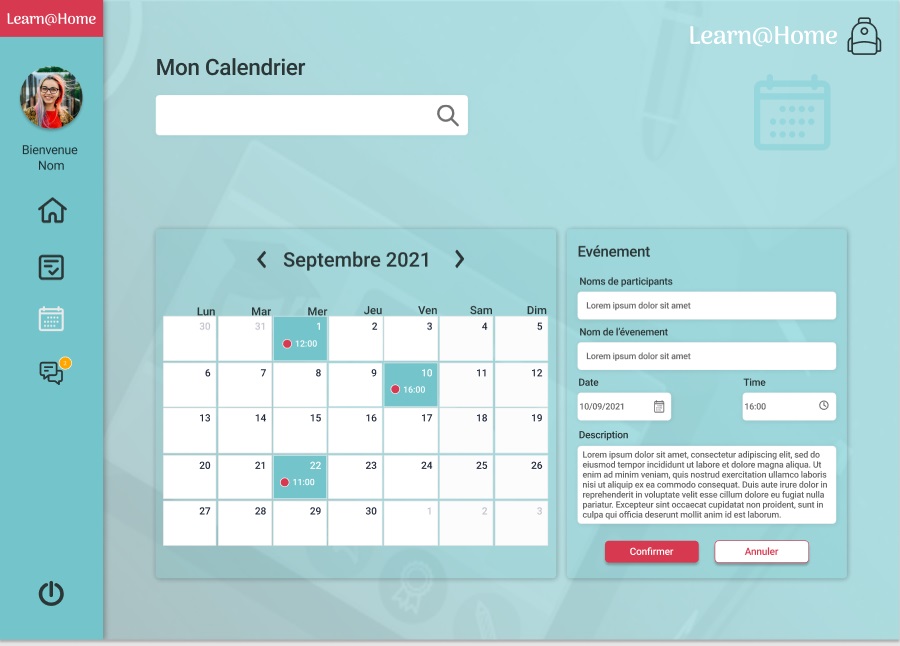 Learn@Home
Learn@Home
Bienvenue
Nom
Mon Calendrier
Septembre 2021
Lun Mar Mer Jeu Ven Sam Dim
30 31 1 2 3 4 5
12:00
6 7 8 9 10 11 12
16:00
13 14 15 16 17 18 19
20 21 22 23 24 25 26
11:00
27 28 29 30 1 2 3
Evénement
Noms de participants
Lorem ipsum dolor sit amet
Nom de l'évenement
Lorem ipsum dolor sit amet
Date Time
10/09/2021 16:00
Description
Lorem ipsum dolor sit amet, consectetur adipiscing elit, sed do
eiusmod tempor incididunt ut labore et dolore magna aliqua. Ut
enim ad minim veniam, quis nostrud exercitation ullamco laboris
nisi ut aliquip ex ea commodo consequat. Duis aute irure dolor in
reprehenderit in voluptate velit esse cillum dolore eu fugiat nulla
pariatur. Excepteur sint occaecat cupidatat non proident, sunt in
culpa qui officia deserunt mollit anim id est laborum.
Confirmer Annuler